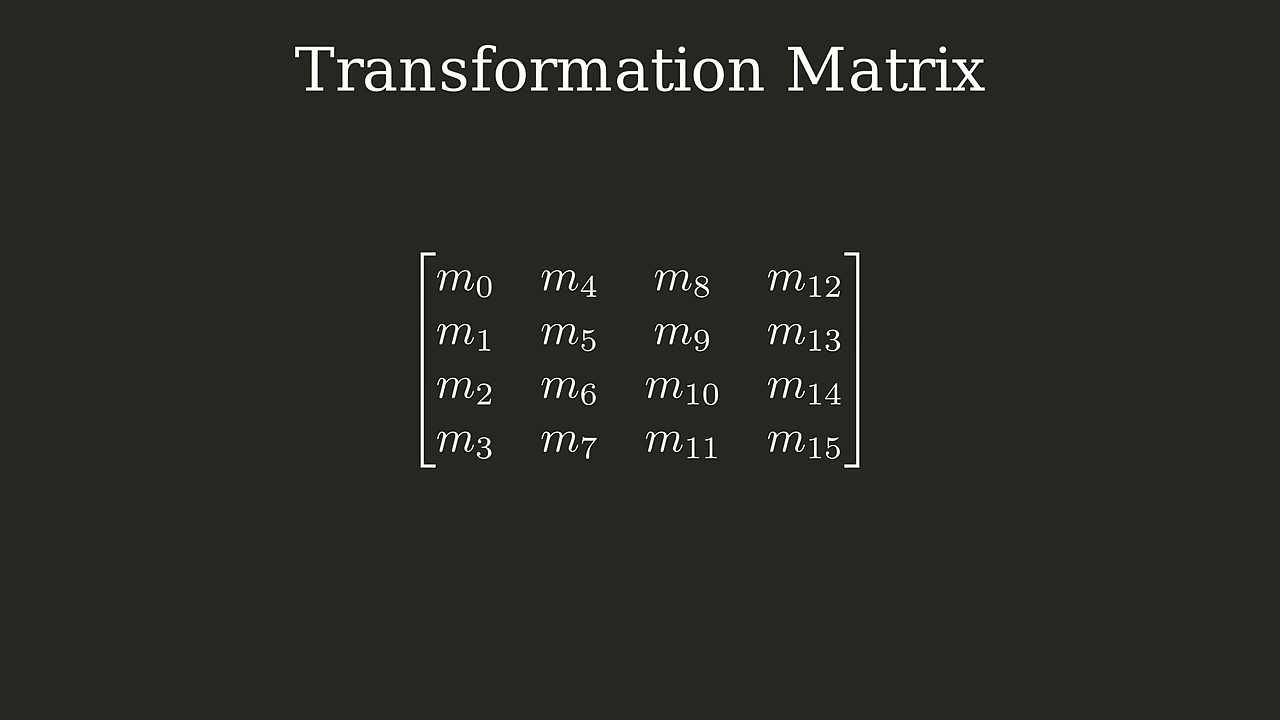 Transformation Matrix
m₀ m₄ m₈ m₁₂
m₁ m₅ m₉ m₁₃
m₂ m₆ m₁₀ m₁₄
m₃ m₇ m₁₁ m₁₅